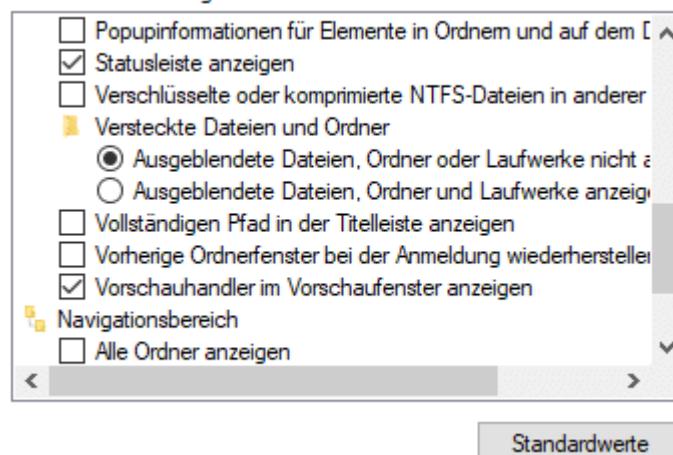 Popupinformationen für Elemente in Ordnern und auf dem
Statusleiste anzeigen
Verschlüsselte oder komprimierte NTFS-Dateien in anderer
Versteckte Dateien und Ordner
Ausgeblendete Dateien, Ordner oder Laufwerke nicht
Ausgeblendete Dateien, Ordner und Laufwerke
Vollständigen Pfad in der Titelleiste anzeigen
Vorherige Ordnerfenster bei der Anmeldung
Vorschauhandler im Vorschaufenster anzeigen
Navigationsbereich
Alle Ordner anzeigen
Standardwerte